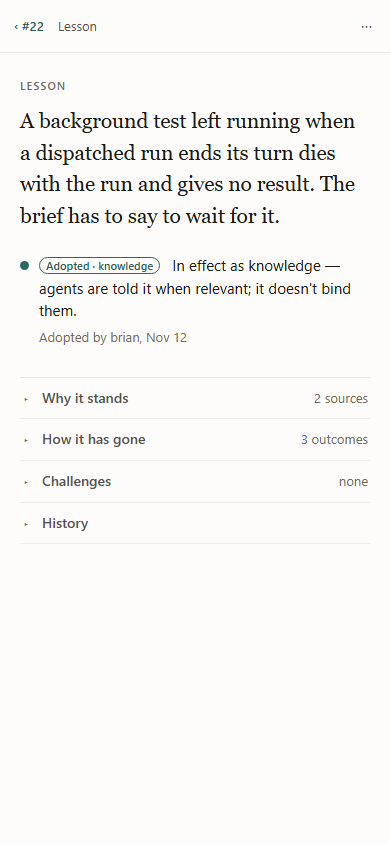 ‹ #22 Lesson ···
LESSON
A background test left running when
a dispatched run ends its turn dies
with the run and gives no result. The
brief has to say to wait for it.
Adopted · knowledge In effect as knowledge —
agents are told it when relevant; it doesn't bind
them.
Adopted by brian, Nov 12
▸ Why it stands 2 sources
▸ How it has gone 3 outcomes
▸ Challenges none
▸ History